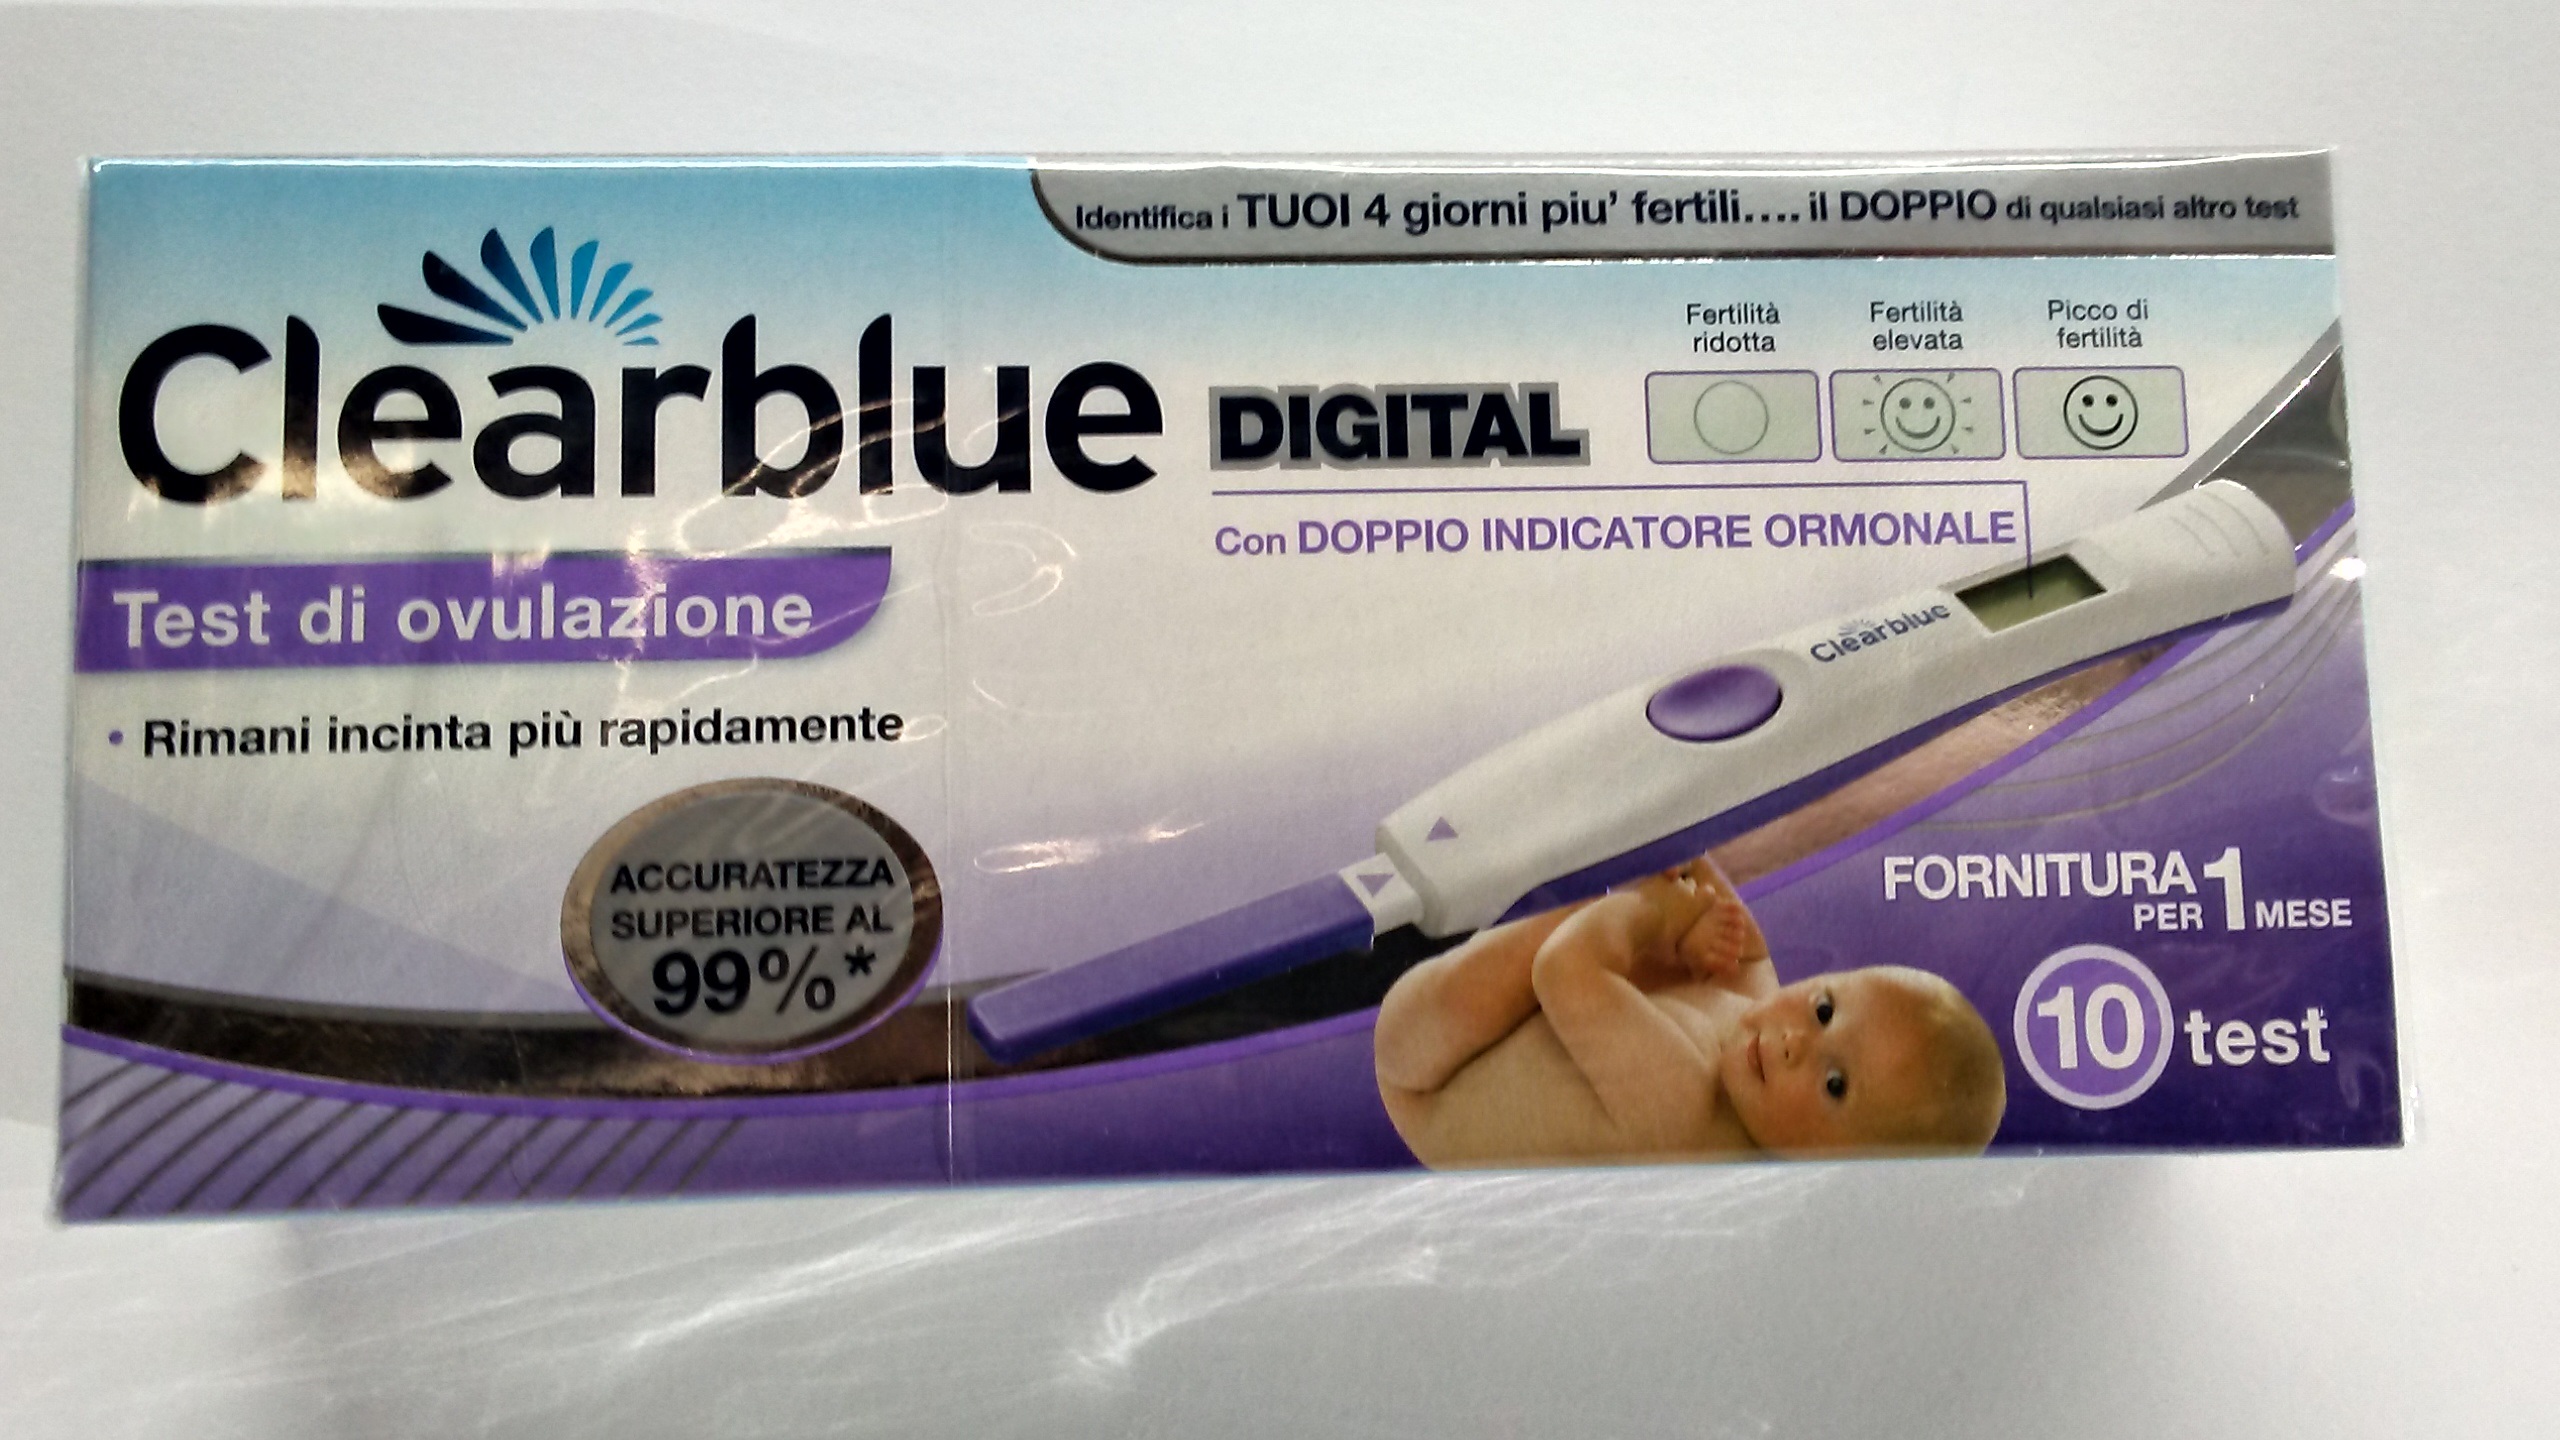 Identifica i TUOI 4 giorni piu' fertili.... il DOPPIO di qualsiasi altro test
Clearblue
DIGITAL
Fertilità
ridotta
Fertilità
elevata
Picco di
fertilità
Con DOPPIO INDICATORE ORMONALE
Test di ovulazione
Clearblue
• Rimani incinta più rapidamente
ACCURATEZZA
SUPERIORE AL
99%*
FORNITURA
PER 1 MESE
10 test